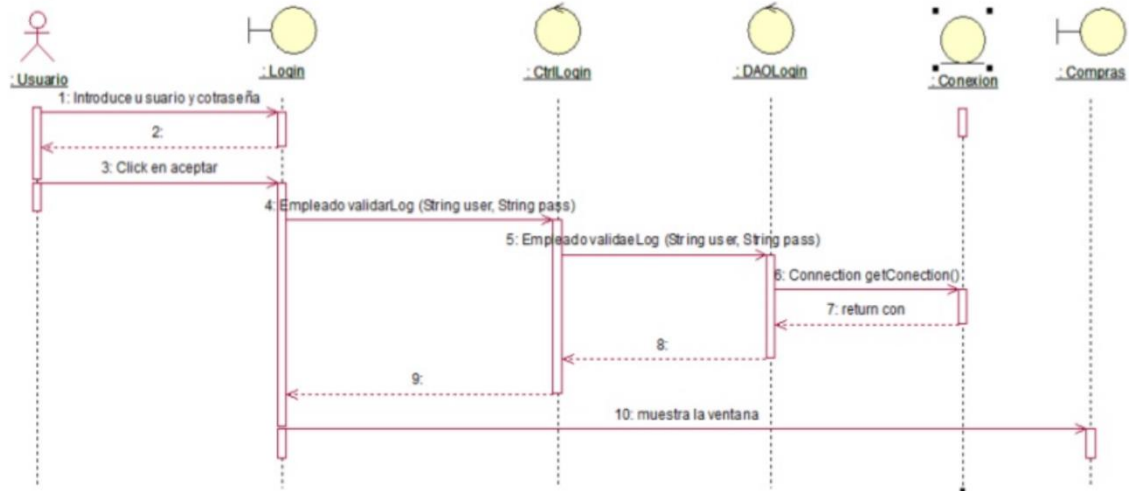 : Usuario
: Login
: CtrlLogin
: DAOLogin
: Conexion
: Compras
1: Introduce u suario y cotraseña
2:
3: Click en aceptar
4: Empleado validarLog (String user, String pass)
5: Empleado validaeLog (String user, String pass)
6: Connection getConection()
7: return con
8:
9:
10: muestra la ventana